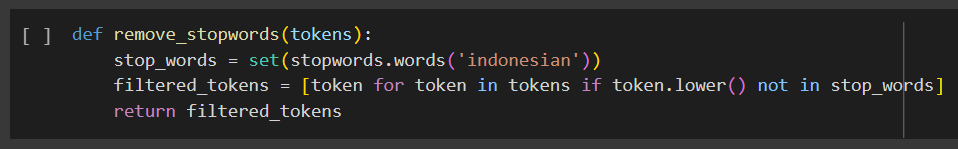 [ ] def remove_stopwords(tokens):
    stop_words = set(stopwords.words('indonesian'))
    filtered_tokens = [token for token in tokens if token.lower() not in stop_words]
    return filtered_tokens